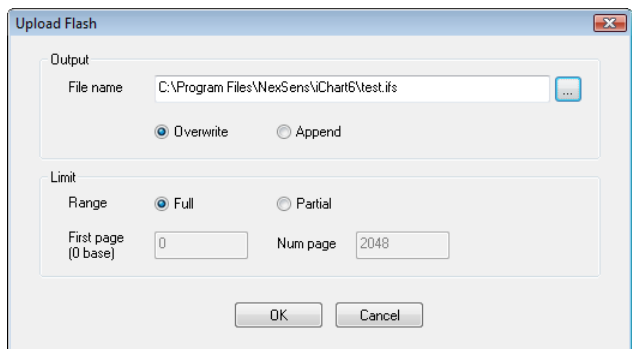 Upload Flash
Output
File name C:\Program Files\NexSens\iChart6\test.ifs ...
Overwrite Append
Limit
Range Full Partial
First page (0 base) 0 Num page 2048
OK Cancel